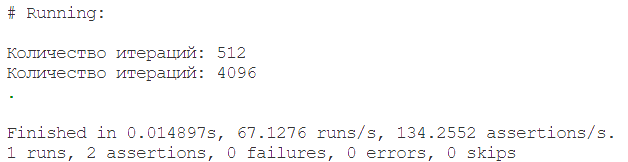 # Running:
Количество итераций: 512
Количество итераций: 4096
.
Finished in 0.014897s, 67.1276 runs/s, 134.2552 assertions/s.
1 runs, 2 assertions, 0 failures, 0 errors, 0 skips